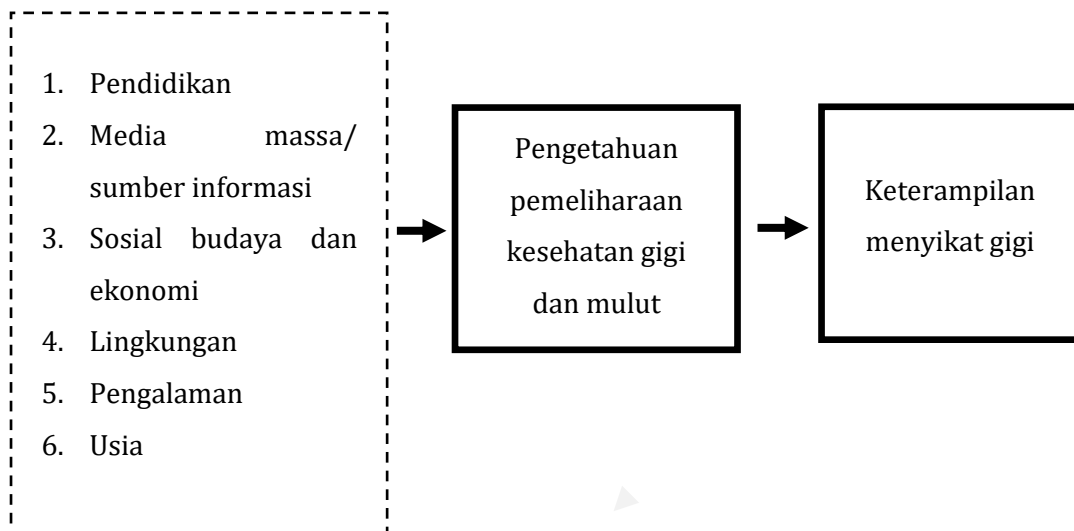 1. Pendidikan
2. Media massa/
sumber informasi
3. Sosial budaya dan
ekonomi
4. Lingkungan
5. Pengalaman
6. Usia
Pengetahuan
pemeliharaan
kesehatan gigi
dan mulut
Keterampilan
menyikat gigi